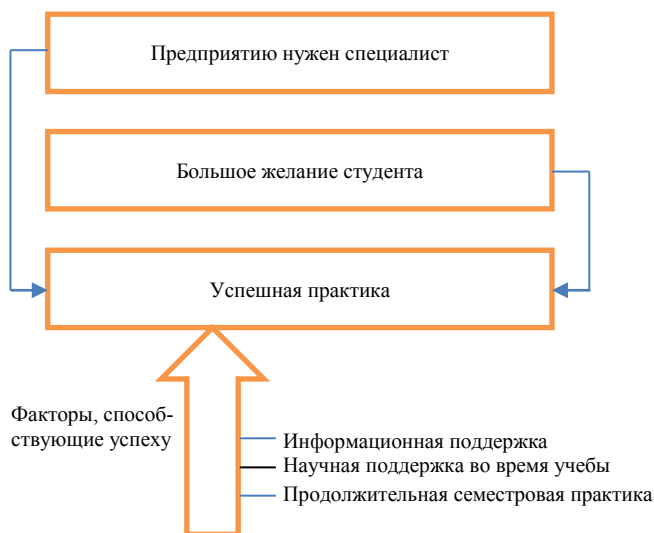 Предприятию нужен специалист
Большое желание студента
Успешная практика
Факторы, способ-
ствующие успеху
Информационная поддержка
Научная поддержка во время учебы
Продолжительная семестровая практика